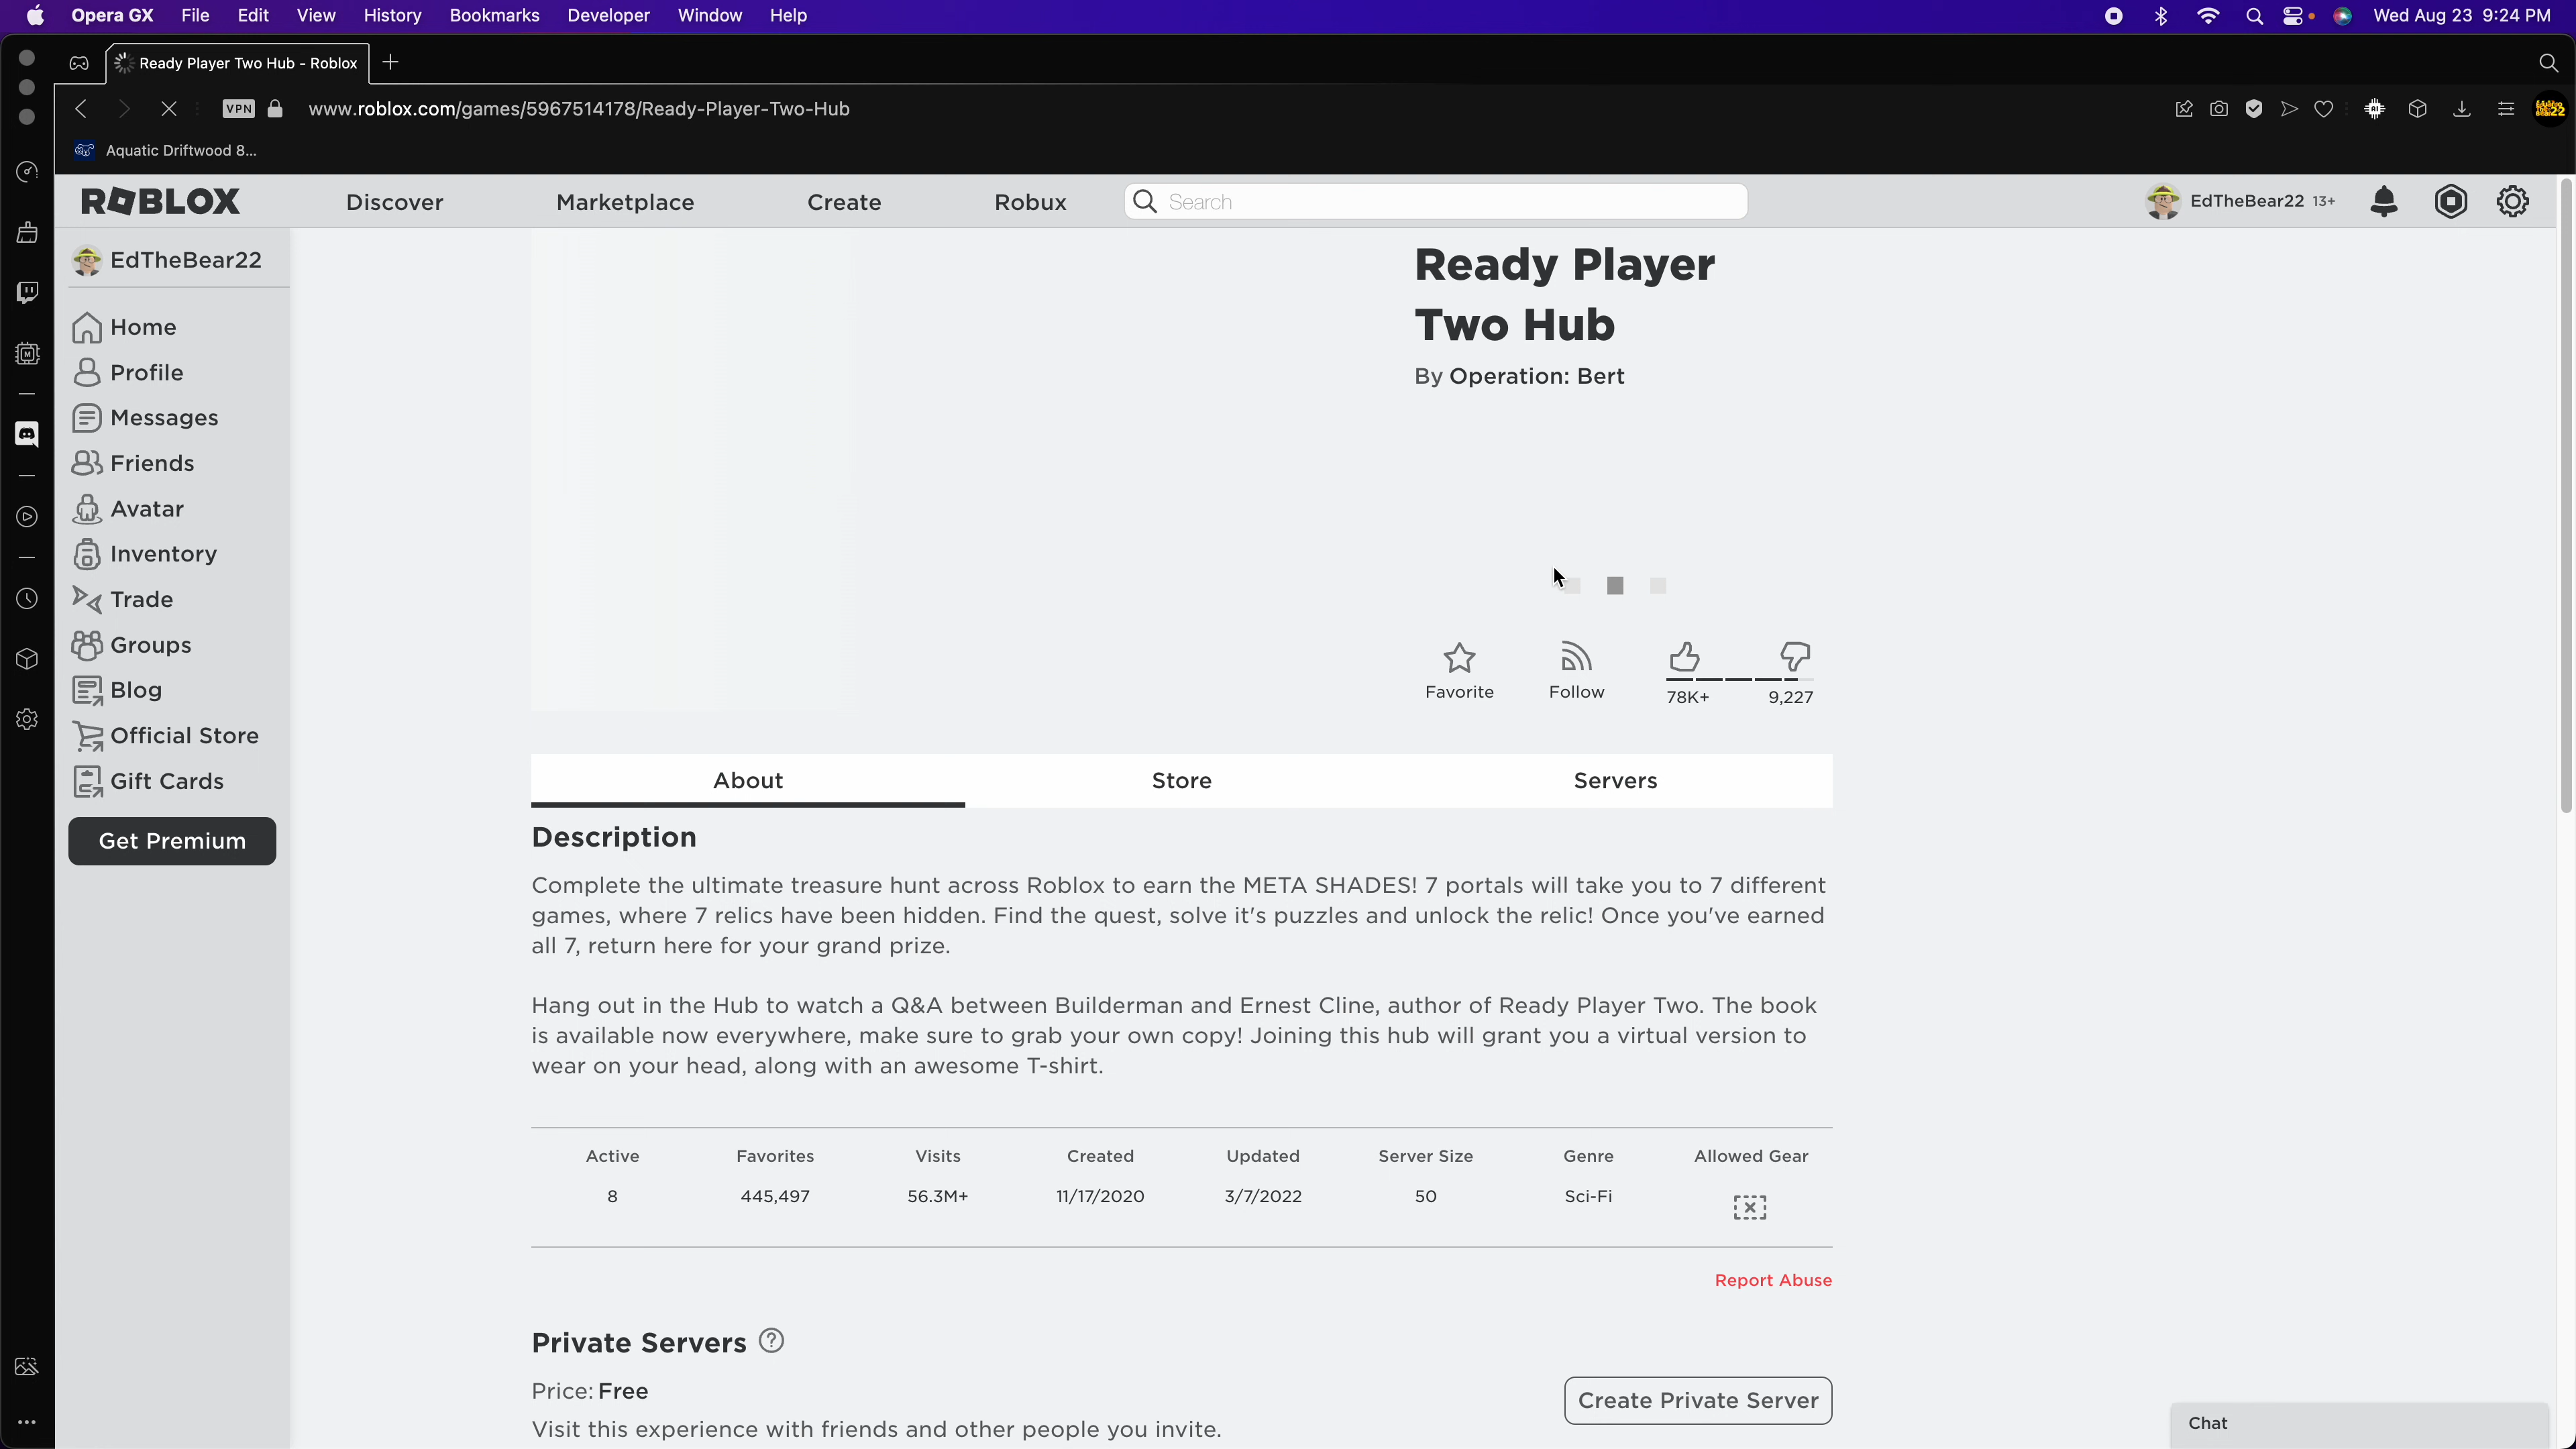 Opera GX File Edit View History Bookmarks Developer Window Help Wed Aug 23 9:24 PM
Ready Player Two Hub - Roblox
VPN www.roblox.com/games/5967514178/Ready-Player-Two-Hub
Aquatic Driftwood 8...
ROBLOX Discover Marketplace Create Robux Search EdTheBear22 13+
EdTheBear22
Home
Profile
Messages
Friends
Avatar
Inventory
Trade
Groups
Blog
Official Store
Gift Cards
Get Premium
Ready Player
Two Hub
By Operation: Bert
Favorite Follow 78K+ 9,227
About Store Servers
Description
Complete the ultimate treasure hunt across Roblox to earn the META SHADES! 7 portals will take you to 7 different
games, where 7 relics have been hidden. Find the quest, solve it's puzzles and unlock the relic! Once you've earned
all 7, return here for your grand prize.
Hang out in the Hub to watch a Q&A between Builderman and Ernest Cline, author of Ready Player Two. The book
is available now everywhere, make sure to grab your own copy! Joining this hub will grant you a virtual version to
wear on your head, along with an awesome T-shirt.
Active Favorites Visits Created Updated Server Size Genre Allowed Gear
8 445,497 56.3M+ 11/17/2020 3/7/2022 50 Sci-Fi
Report Abuse
Private Servers
Price: Free
Create Private Server
Visit this experience with friends and other people you invite.
Chat